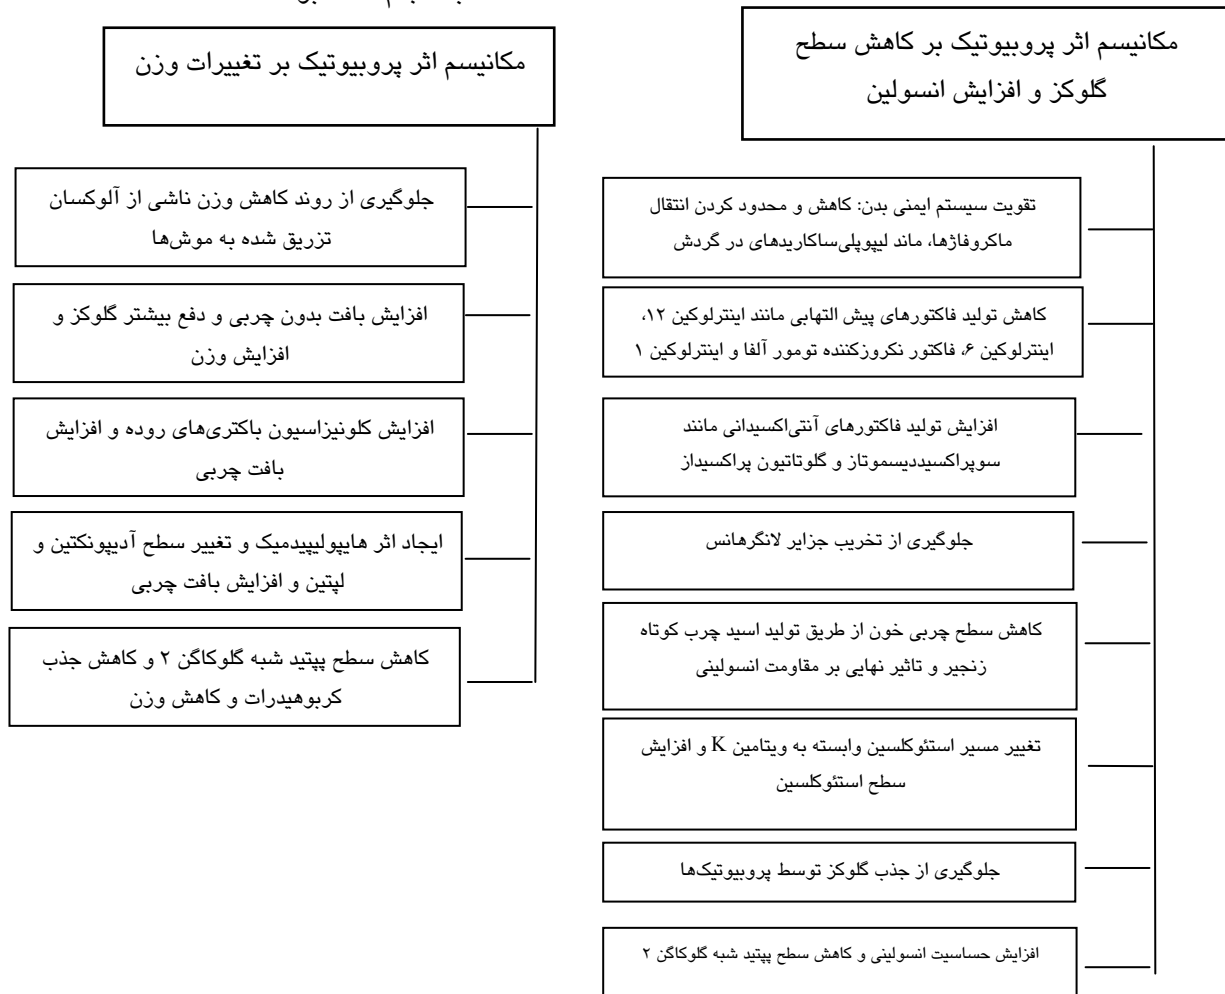 مکانیسم اثر پروبیوتیک بر کاهش سطح
گلوکز و افزایش انسولین
تقویت سیستم ایمنی بدن: کاهش و محدود کردن انتقال
ماکروفاژها، ماند لیپوپلی‌ساکاریدهای در گردش
کاهش تولید فاکتورهای پیش التهابی مانند اینترلوکین ۱۲،
اینترلوکین ۶، فاکتور نکروزکننده تومور آلفا و اینترلوکین ۱
افزایش تولید فاکتورهای آنتی‌اکسیدانی مانند
سوپراکسیددیسموتاز و گلوتاتیون پراکسیداز
جلوگیری از تخریب جزایر لانگرهانس
کاهش سطح چربی خون از طریق تولید اسید چرب کوتاه
زنجیر و تاثیر نهایی بر مقاومت انسولینی
تغییر مسیر استئوکلسین وابسته به ویتامین K و افزایش
سطح استئوکلسین
جلوگیری از جذب گلوکز توسط پروبیوتیک‌ها
افزایش حساسیت انسولینی و کاهش سطح پپتید شبه گلوکاگن ۲
مکانیسم اثر پروبیوتیک بر تغییرات وزن
جلوگیری از روند کاهش وزن ناشی از آلوکسان
تزریق شده به موش‌ها
افزایش بافت بدون چربی و دفع بیشتر گلوکز و
افزایش وزن
افزایش کلونیزاسیون باکتری‌های روده و افزایش
بافت چربی
ایجاد اثر هایپولیپیدمیک و تغییر سطح آدیپونکتین و
لپتین و افزایش بافت چربی
کاهش سطح پپتید شبه گلوکاگن ۲ و کاهش جذب
کربوهیدرات و کاهش وزن